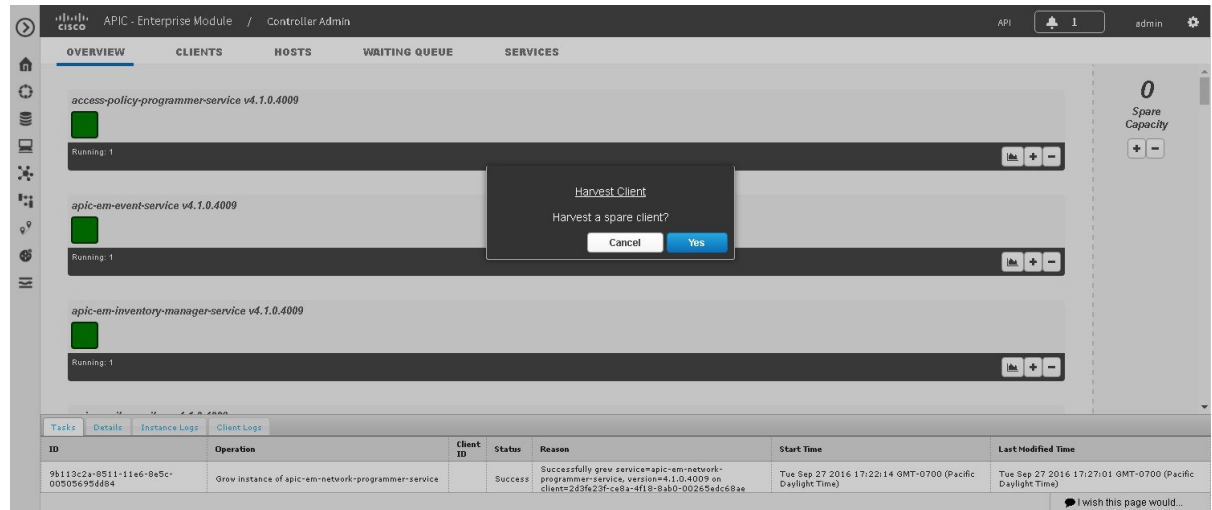 CISCO APIC - Enterprise Module / Controller Admin API 1 admin
OVERVIEW CLIENTS HOSTS WAITING QUEUE SERVICES
access-policy-programmer-service v4.1.0.4009
Running: 1
0
Spare
Capacity
apic-em-event-service v4.1.0.4009
Running: 1
Harvest Client
Harvest a spare client?
Cancel Yes
apic-em-inventory-manager-service v4.1.0.4009
Running: 1
Tasks Details Instance Logs Client Logs
ID Operation Client ID Status Reason Start Time Last Modified Time
9b113c2a-8511-11e6-8e5c-
00505695dd84
Grow instance of apic-em-network-programmer-service
Success
Successfully grew service=apic-em-network-
programmer-service, version=4.1.0.4009 on
client=2d3fe23f-ce8a-4f18-8ab0-00265edc68ae
Tue Sep 27 2016 17:22:14 GMT-0700 (Pacific
Daylight Time)
Tue Sep 27 2016 17:27:01 GMT-0700 (Pacific
Daylight Time)
I wish this page would...